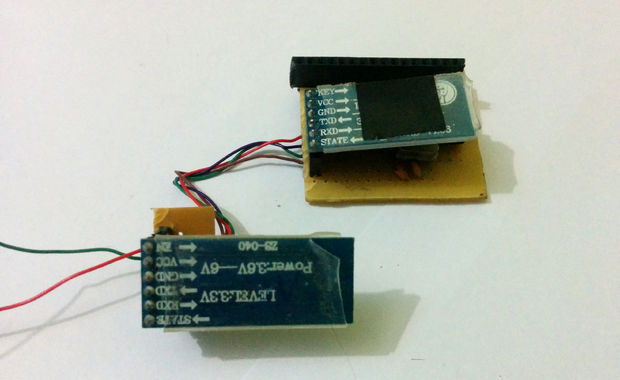 KEY
VCC
GND
TXD
RXD
STATE
EN
VCC
GND
TXD
RXD
STATE
ZS-040
Power:3.6V---6V
LEVEL:3.3V